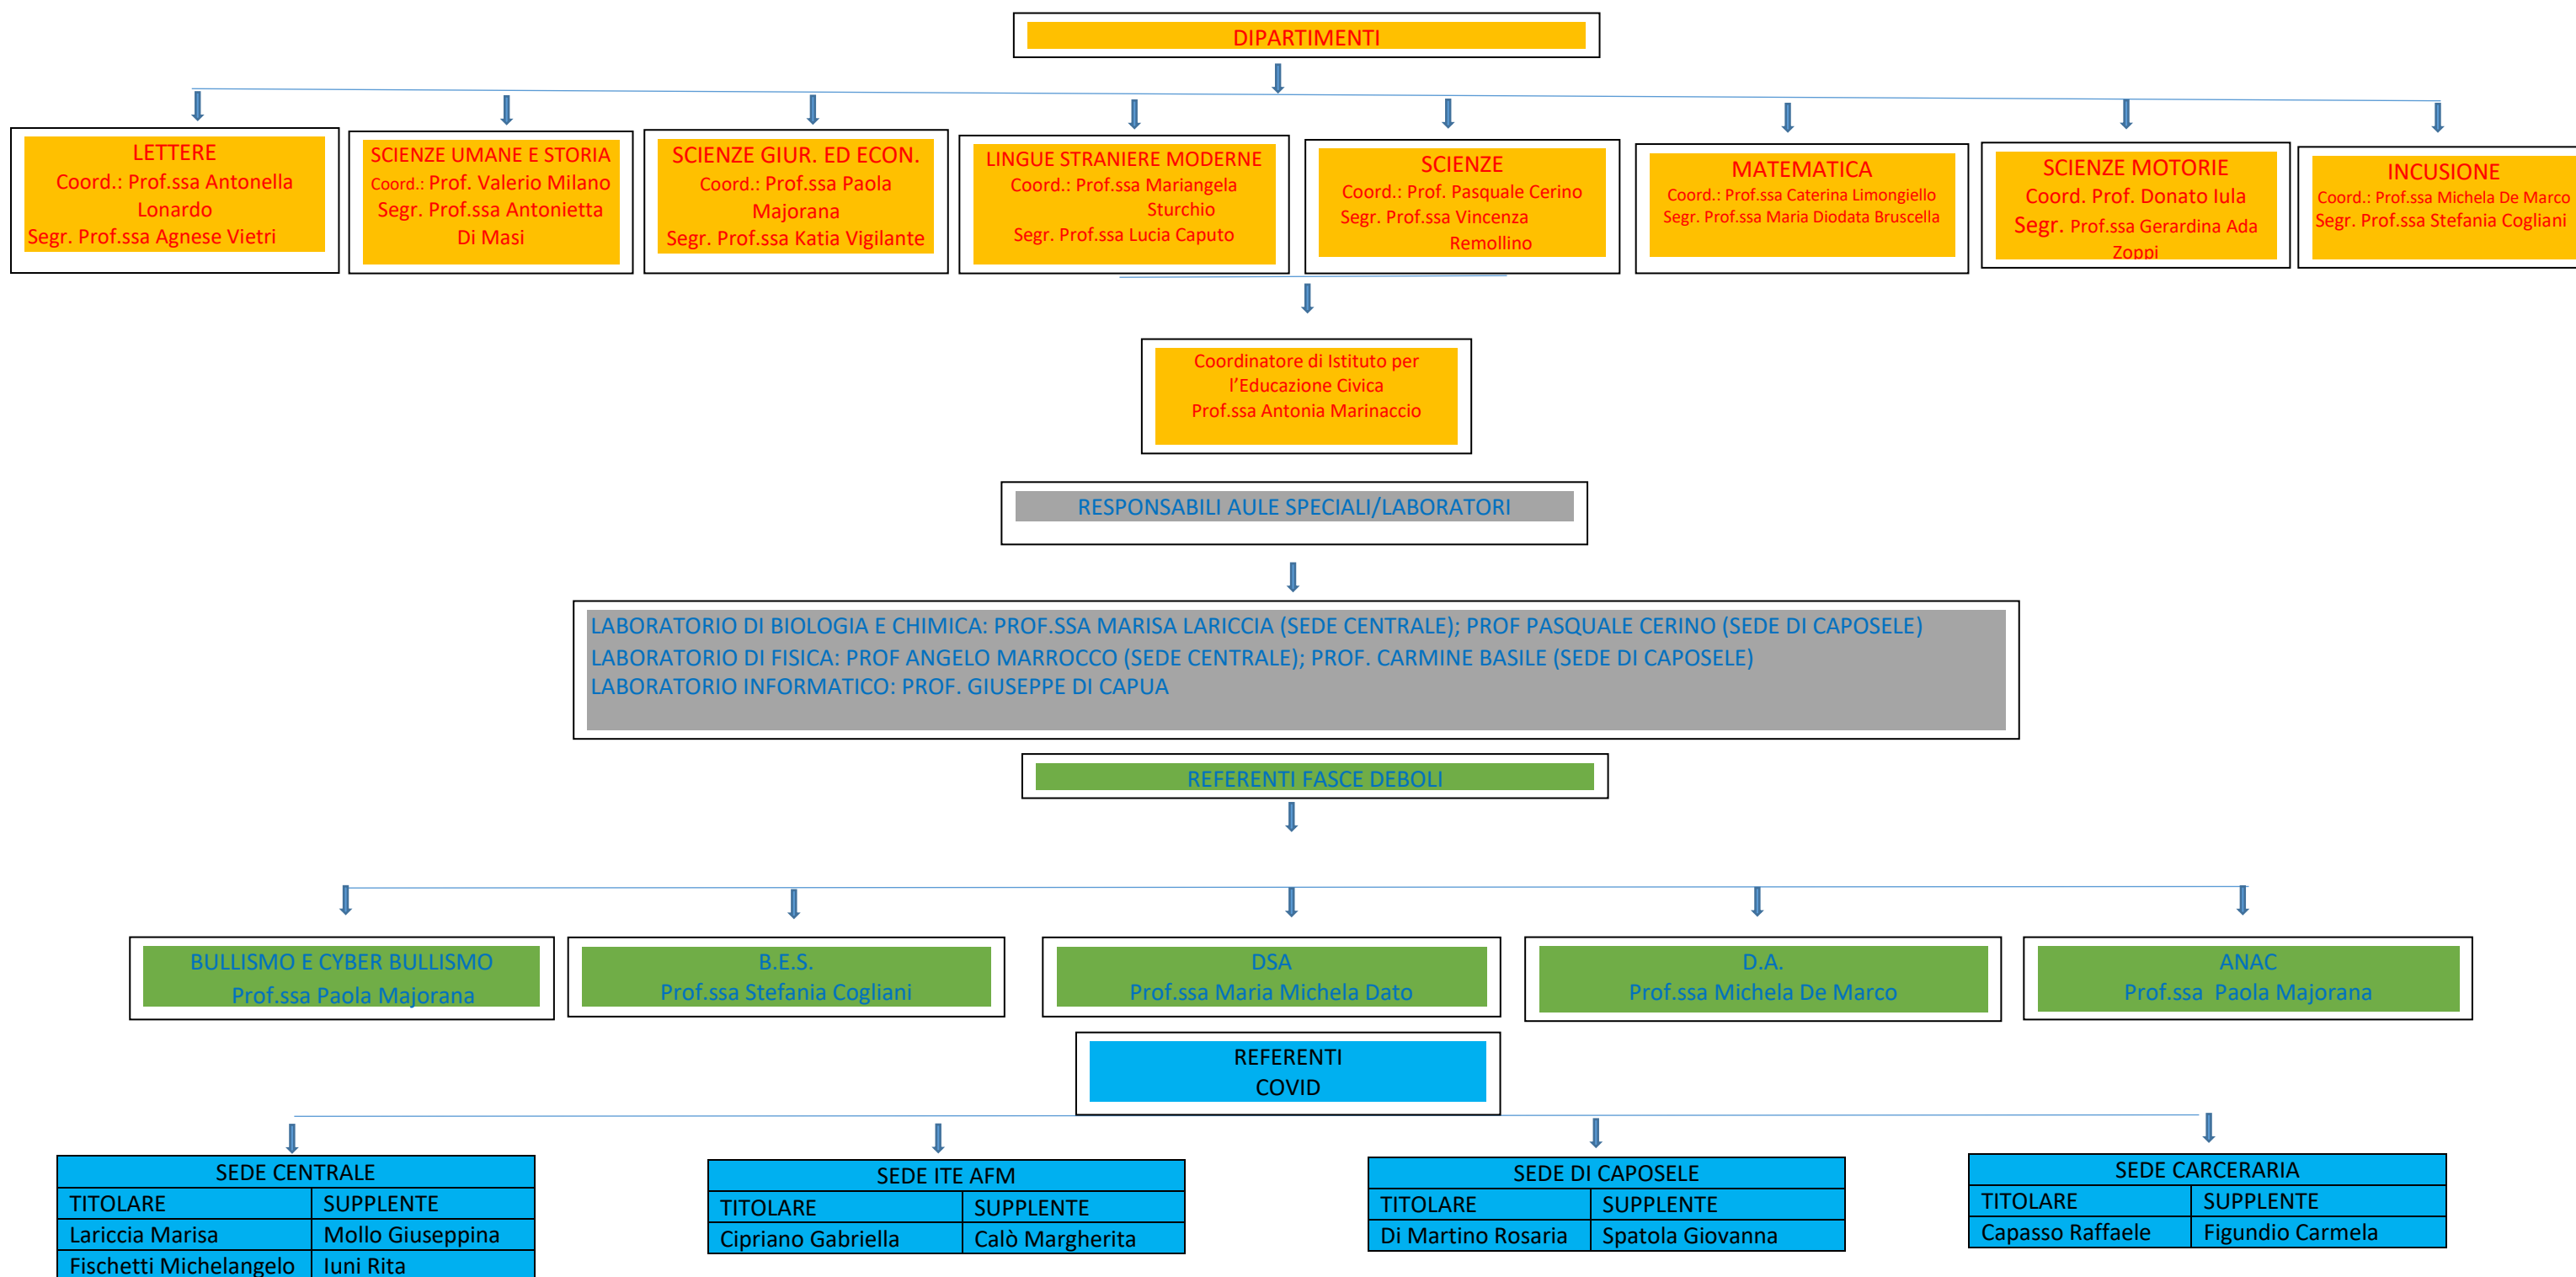 DIPARTIMENTI
LETTERE
Coord.: Prof.ssa Antonella
Lonardo
Segr. Prof.ssa Agnese Vietri
SCIENZE UMANE E STORIA
Coord.: Prof. Valerio Milano
Segr. Prof.ssa Antonietta
Di Masi
SCIENZE GIUR. ED ECON.
Coord.: Prof.ssa Paola
Majorana
Segr. Prof.ssa Katia Vigilante
LINGUE STRANIERE MODERNE
Coord.: Prof.ssa Mariangela
Sturchio
Segr. Prof.ssa Lucia Caputo
SCIENZE
Coord.: Prof. Pasquale Cerino
Segr. Prof.ssa Vincenza
Remollino
MATEMATICA
Coord.: Prof.ssa Caterina Limongiello
Segr. Prof.ssa Maria Diodata Bruscella
SCIENZE MOTORIE
Coord. Prof. Donato Iula
Segr. Prof.ssa Gerardina Ada
Zoppi
INCUSIONE
Coord.: Prof.ssa Michela De Marco
Segr. Prof.ssa Stefania Cogliani
Coordinatore di Istituto per
l’Educazione Civica
Prof.ssa Antonia Marinaccio
RESPONSABILI AULE SPECIALI/LABORATORI
LABORATORIO DI BIOLOGIA E CHIMICA: PROF.SSA MARISA LARICCIA (SEDE CENTRALE); PROF PASQUALE CERINO (SEDE DI CAPOSELE)
LABORATORIO DI FISICA: PROF ANGELO MARROCCO (SEDE CENTRALE); PROF. CARMINE BASILE (SEDE DI CAPOSELE)
LABORATORIO INFORMATICO: PROF. GIUSEPPE DI CAPUA
REFERENTI FASCE DEBOLI
BULLISMO E CYBER BULLISMO
Prof.ssa Paola Majorana
B.E.S.
Prof.ssa Stefania Cogliani
DSA
Prof.ssa Maria Michela Dato
D.A.
Prof.ssa Michela De Marco
ANAC
Prof.ssa Paola Majorana
REFERENTI
COVID
SEDE CENTRALE
TITOLARE SUPPLENTE
Lariccia Marisa Mollo Giuseppina
Fischetti Michelangelo Iuni Rita
SEDE ITE AFM
TITOLARE SUPPLENTE
Cipriano Gabriella Calò Margherita
SEDE DI CAPOSELE
TITOLARE SUPPLENTE
Di Martino Rosaria Spatola Giovanna
SEDE CARCERARIA
TITOLARE SUPPLENTE
Capasso Raffaele Figundio Carmela